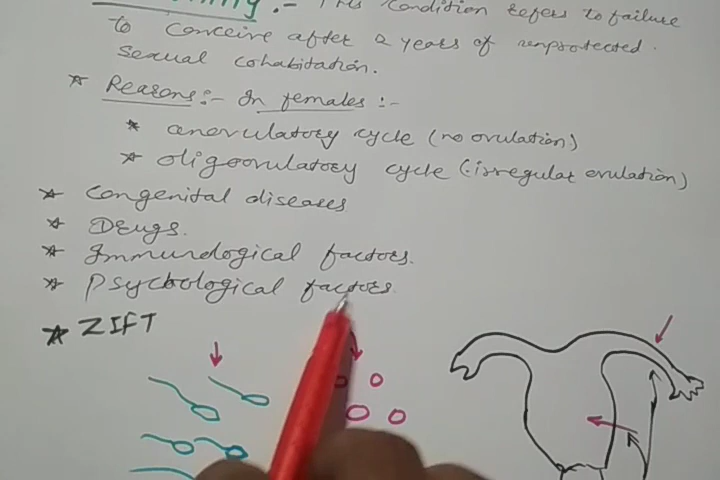 :- This condition refers to failure
to conceive after 2 years of unprotected.
sexual cohabitation.
* Reasons:- In females :-
* anovulatory cycle (no ovulation)
* oligoovulatory cycle (irregular ovulation)
* congenital diseases
* Drugs.
* Immunological factors.
* Psychological factors.
* ZIFT